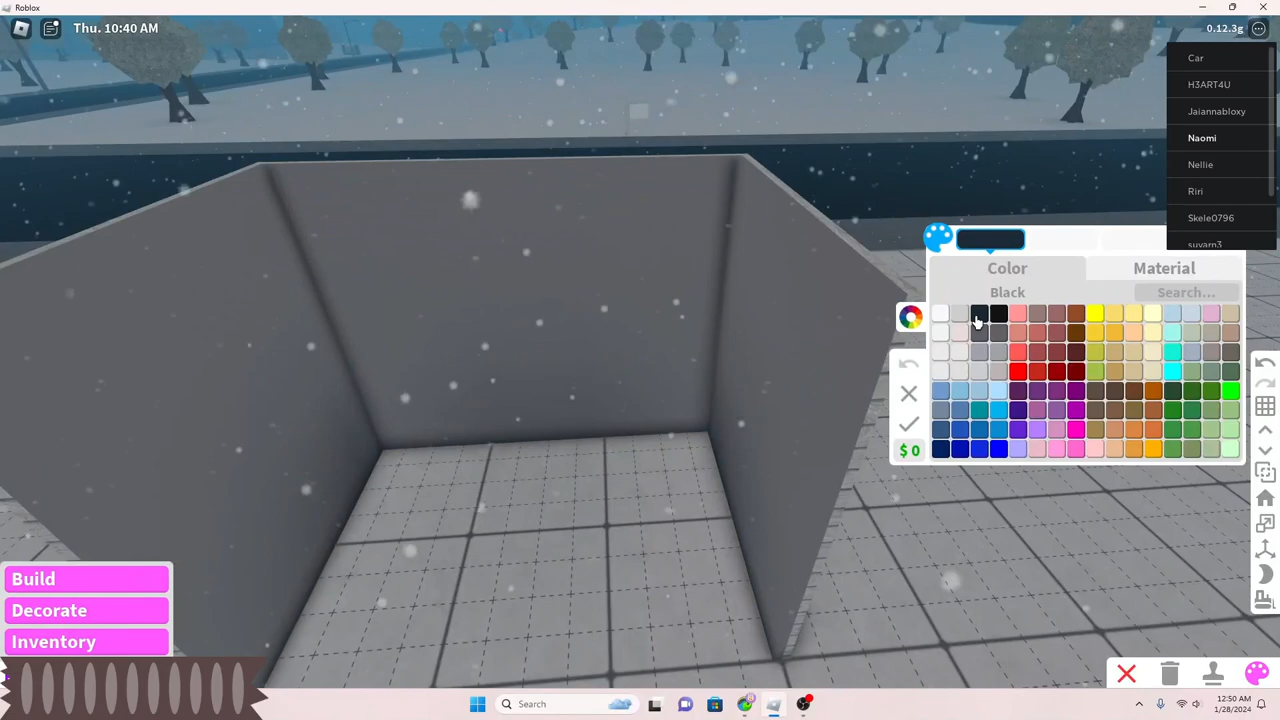 Roblox
Thu. 10:40 AM
0.12.3g
Car
H3ART4U
Jaiannabloxy
Naomi
Nellie
Riri
Skele0796
suvarn3
Color
Material
Black
Search...
$ 0
Build
Decorate
Inventory
Search
12:50 AM
1/28/2024